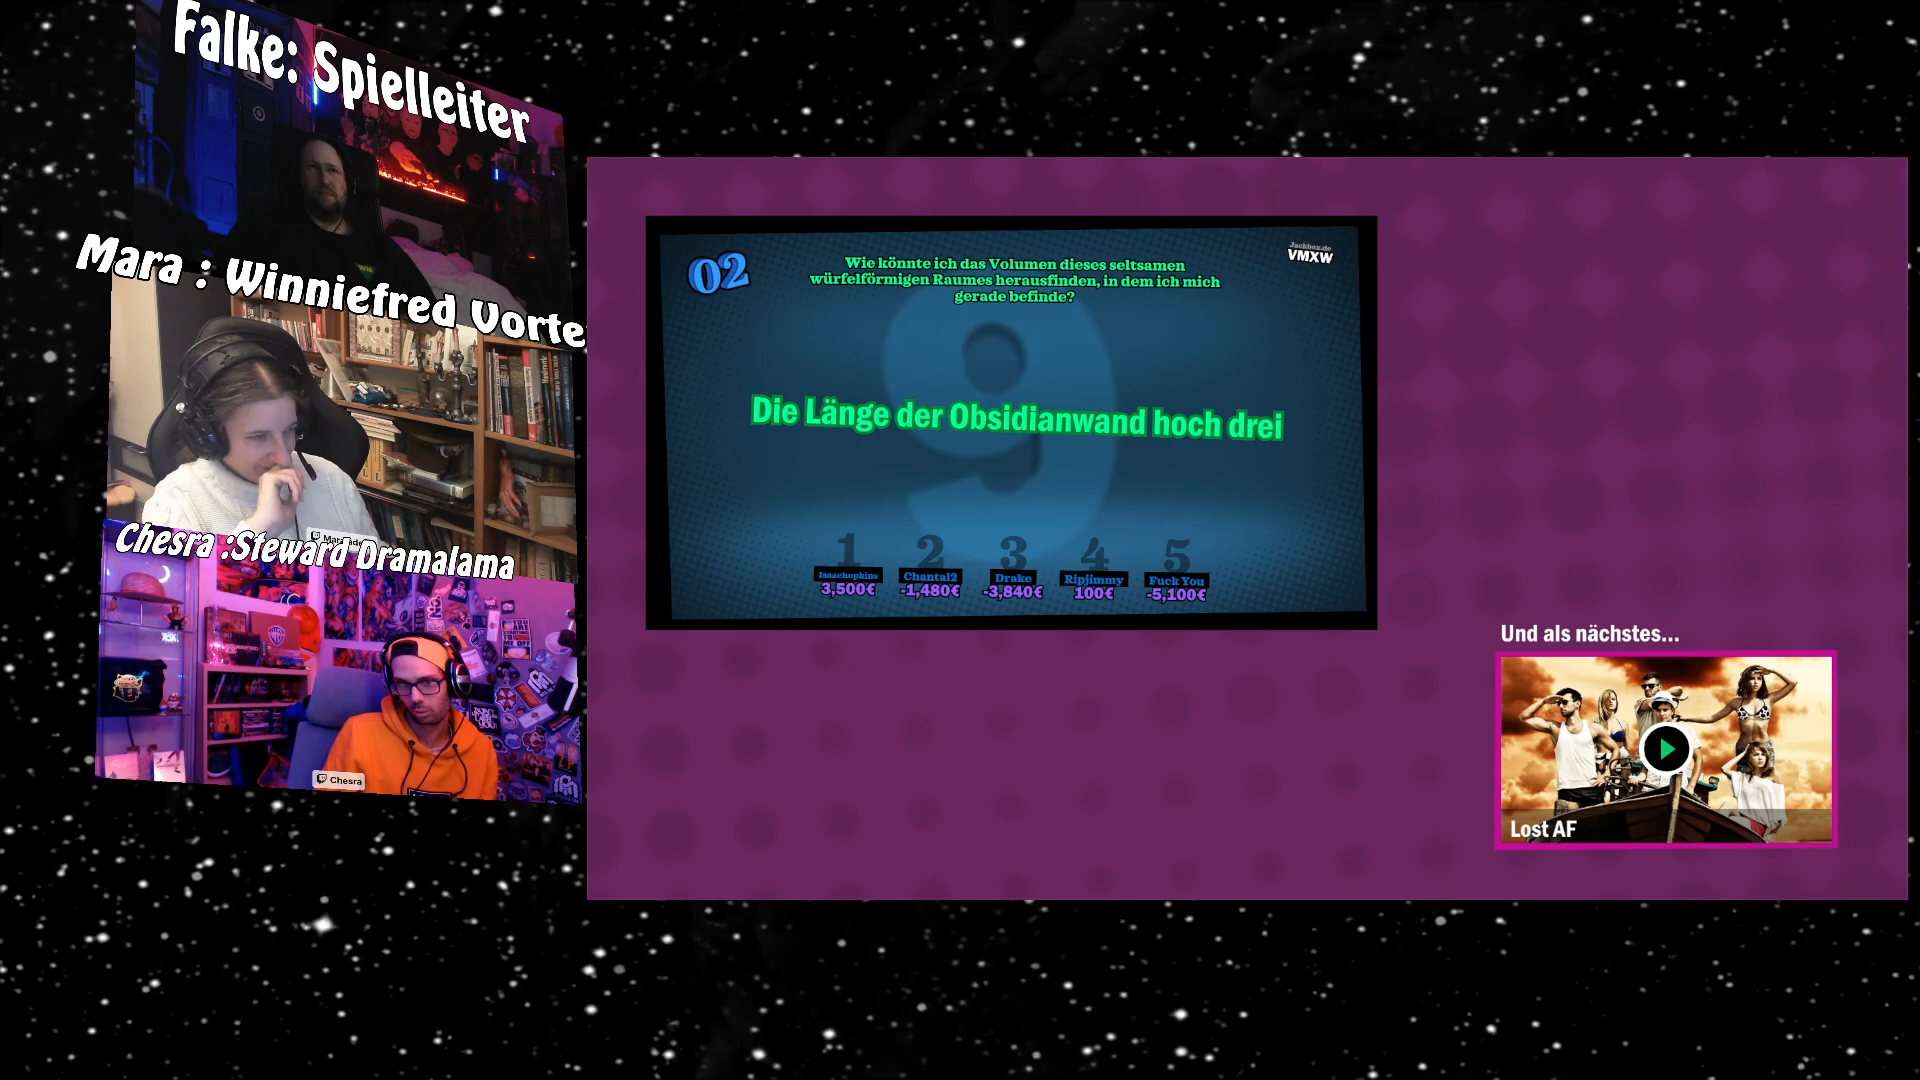 Falke: Spielleiter
Mara : Winniefred Vorte
Chesra :Steward Dramalama
Chesra
02
Wie könnte ich das Volumen dieses seltsamen
würfelförmigen Raumes herausfinden, in dem ich mich
gerade befinde?
Jackbox.de
VMXW
9
Die Länge der Obsidianwand hoch drei
1 2 3 4 5
Isaachopkins Chantal2 Drake Ripjimmy Fuck You
3,500€ -1,480€ -3,840€ 100€ -5,100€
Und als nächstes...
Lost AF